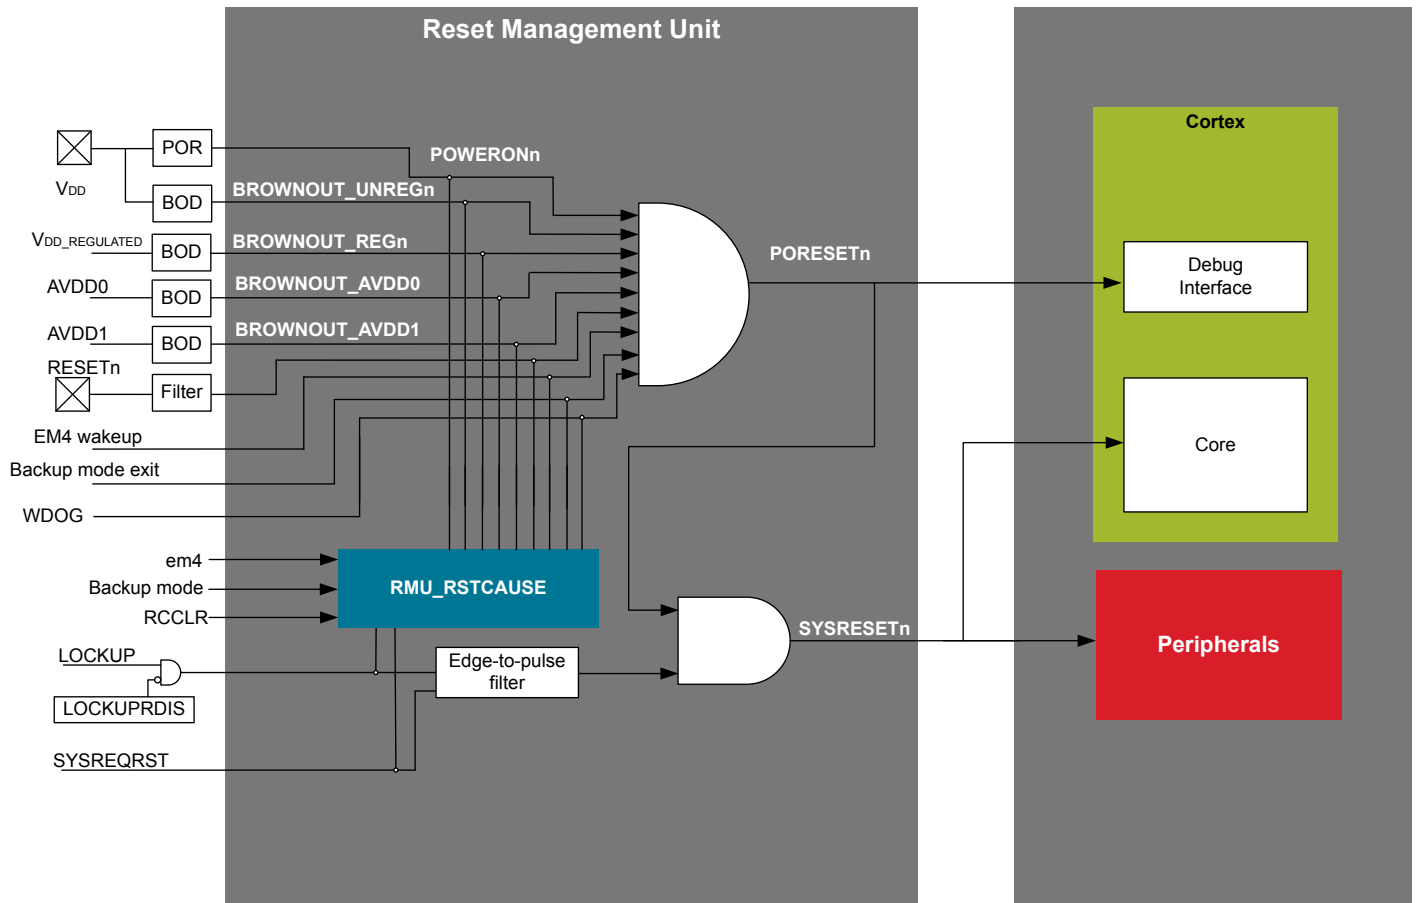 Reset Management Unit
Cortex
POR
POWERONn
VDD
BOD
BROWNOUT_UNREGn
VDD_REGULATED
BOD
BROWNOUT_REGn
PORESETn
Debug
Interface
AVDD0
BOD
BROWNOUT_AVDD0
AVDD1
BOD
BROWNOUT_AVDD1
RESETn
Filter
EM4 wakeup
Core
Backup mode exit
WDOG
em4
Backup mode
RMU_RSTCAUSE
RCCLR
SYSRESETn
Peripherals
LOCKUP
Edge-to-pulse
filter
LOCKUPRDIS
SYSREQRST